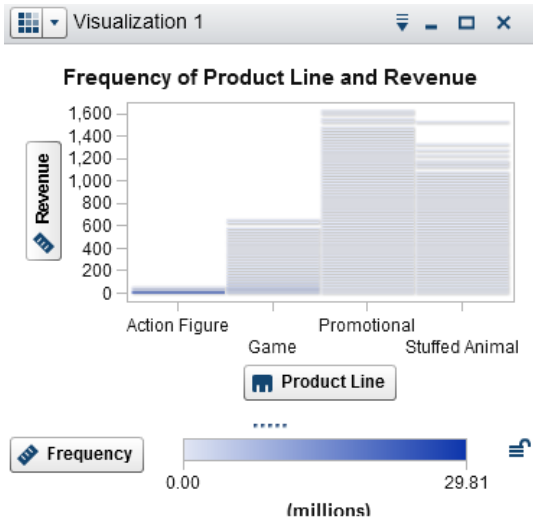 Visualization 1
Frequency of Product Line and Revenue
1,600
1,400
1,200
1,000
800
600
400
200
0
Revenue
Action Figure
Promotional
Game
Stuffed Animal
Product Line
Frequency
0.00
29.81
(millions)